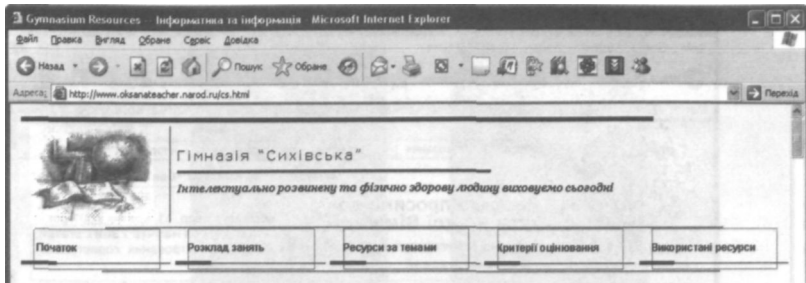 Gymnasium Resources -- Інформатика та інформація - Microsoft Internet Explorer
Файл Правка Вигляд Обране Сервіс Довідка
Назад Пошук Обране
Адреса: http://www.oksanateacher.narod.ru/cs.html Перехід
Гімназія "Сихівська"
Інтелектуально розвинену та фізично здорову людину виховуємо сьогодні
Початок Розклад занять Ресурси за темами Критерії оцінювання Використані ресурси